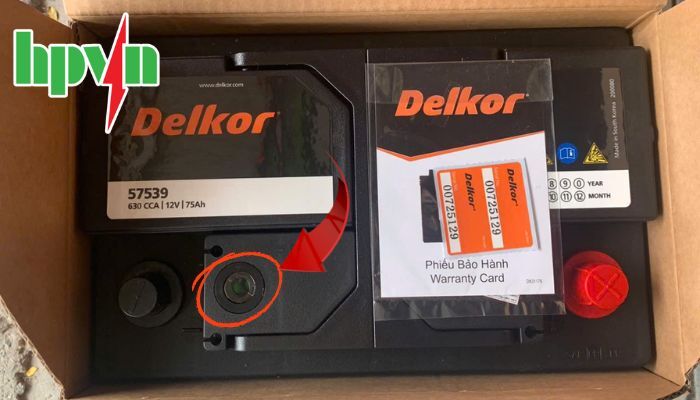 hpvn
www.delkor.com
Delkor
57539
630 CCA | 12V | 75Ah
Delkor
Delkor
00725129
Delkor
00725129
Phiếu Bảo Hành
Warranty Card
Made in South Korea 290080
8 9 0 YEAR
10 11 12 MONTH